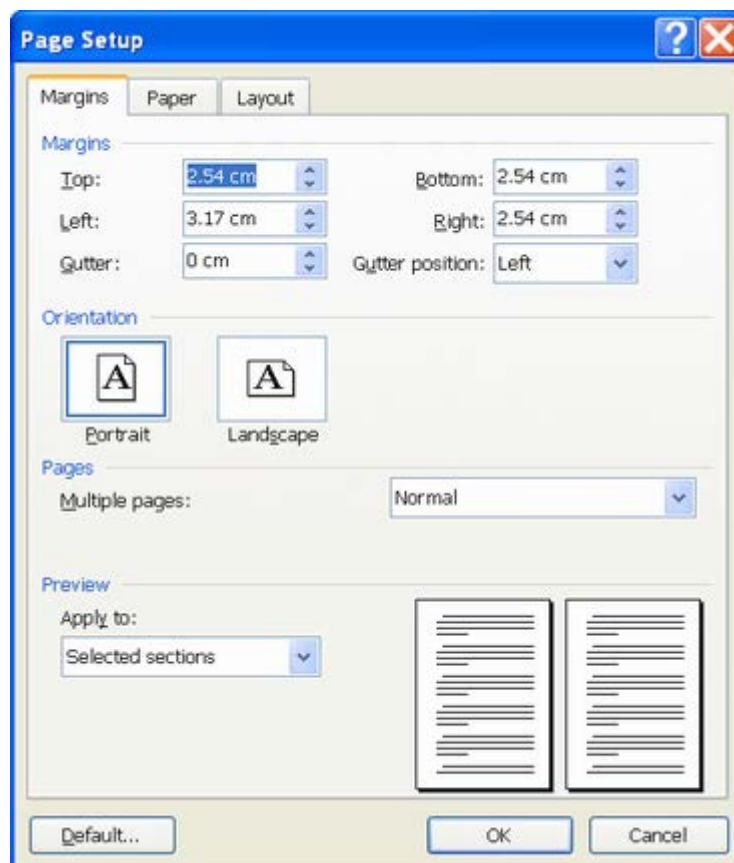 Page Setup
Margins Paper Layout
Margins
Top: 2.54 cm Bottom: 2.54 cm
Left: 3.17 cm Right: 2.54 cm
Gutter: 0 cm Gutter position: Left
Orientation
A A
Portrait Landscape
Pages
Multiple pages: Normal
Preview
Apply to:
Selected sections
Default... OK Cancel